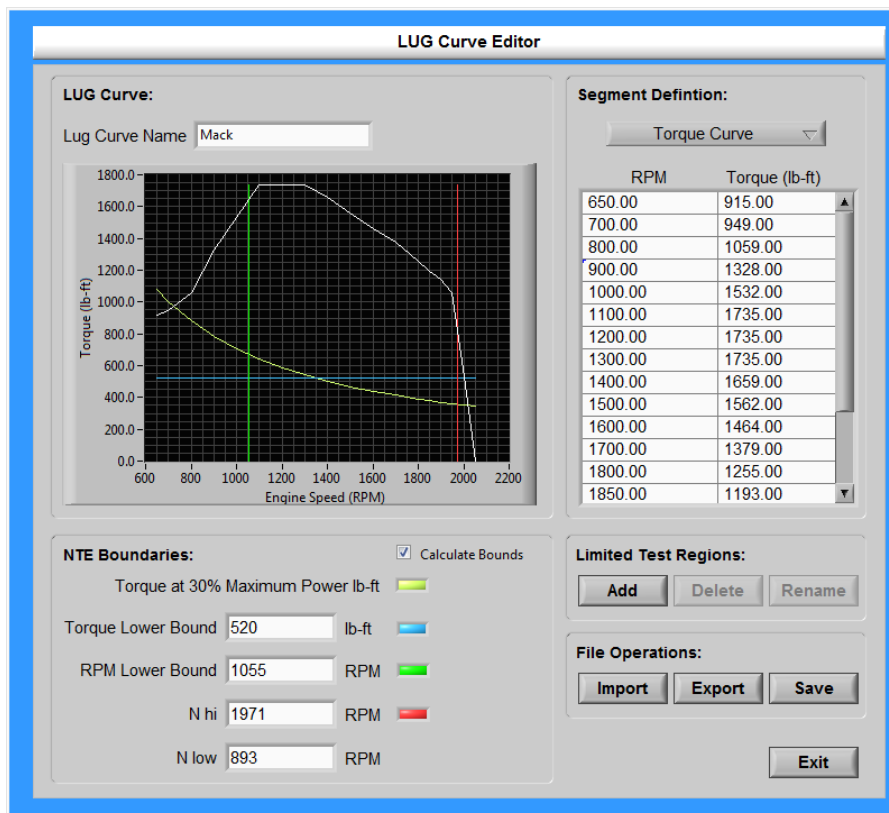 LUG Curve Editor
LUG Curve:
Lug Curve Name Mack
1800.0
1600.0
1400.0
1200.0
1000.0
800.0
600.0
400.0
200.0
0.0
Torque (lb-ft)
600 800 1000 1200 1400 1600 1800 2000 2200
Engine Speed (RPM)
Segment Defintion:
Torque Curve
RPM Torque (lb-ft)
650.00 915.00
700.00 949.00
800.00 1059.00
900.00 1328.00
1000.00 1532.00
1100.00 1735.00
1200.00 1735.00
1300.00 1735.00
1400.00 1659.00
1500.00 1562.00
1600.00 1464.00
1700.00 1379.00
1800.00 1255.00
1850.00 1193.00
NTE Boundaries:
Calculate Bounds
Torque at 30% Maximum Power lb-ft
Torque Lower Bound 520 lb-ft
RPM Lower Bound 1055 RPM
N hi 1971 RPM
N low 893 RPM
Limited Test Regions:
Add Delete Rename
File Operations:
Import Export Save
Exit